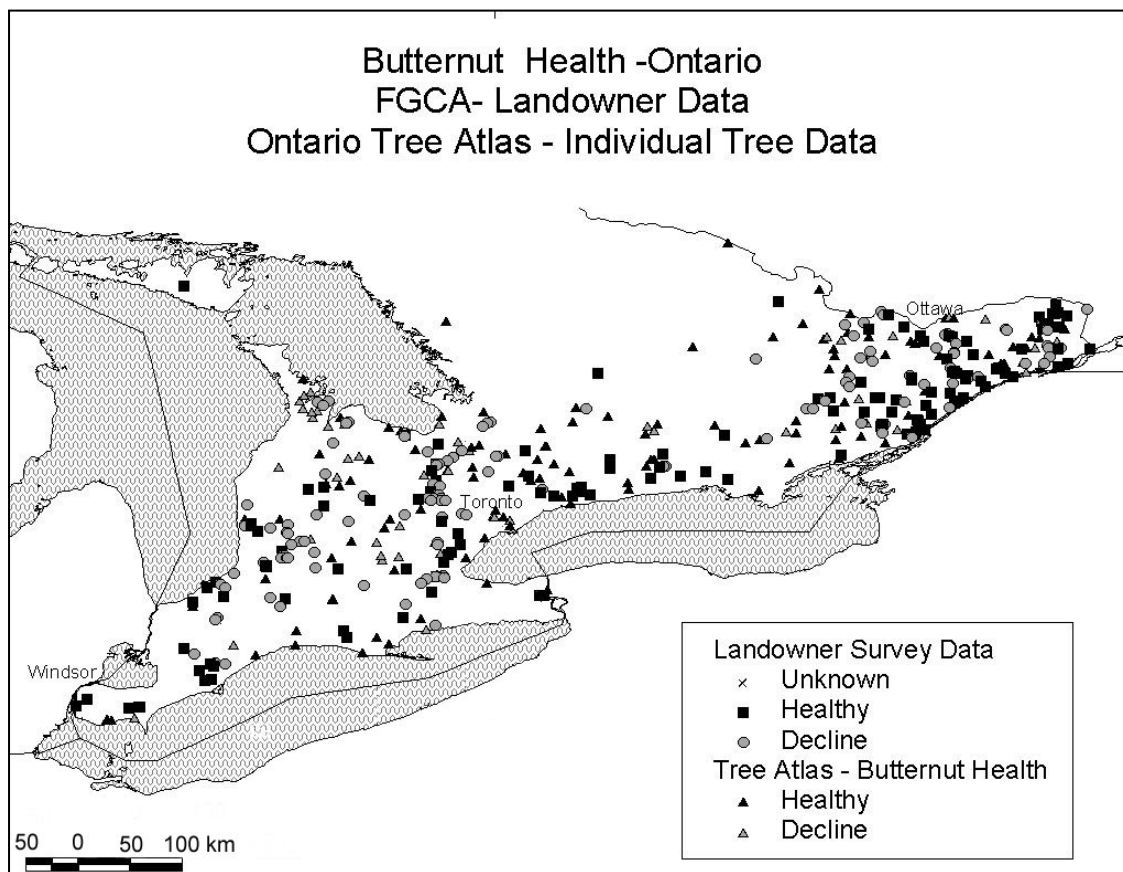 Butternut  Health -Ontario
FGCA- Landowner Data
Ontario Tree Atlas - Individual Tree Data
Ottawa
Toronto
Windsor
Landowner Survey Data
Unknown
Healthy
Decline
Tree Atlas - Butternut Health
Healthy
Decline
50 0 50 100 km